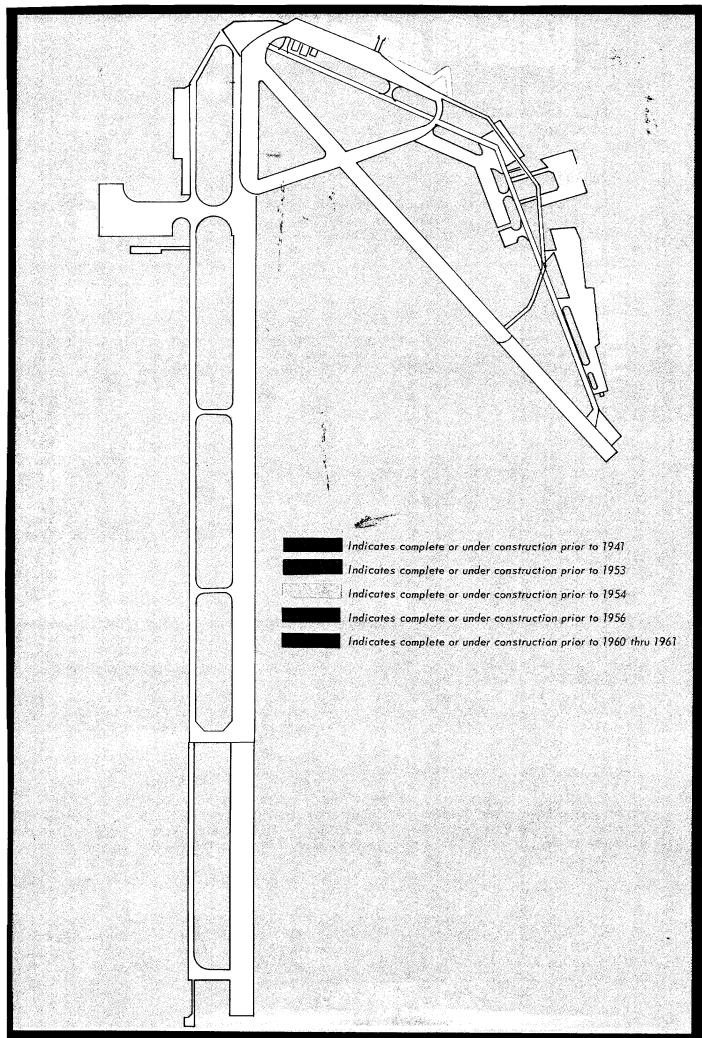 Indicates complete or under construction prior to 1941
Indicates complete or under construction prior to 1953
Indicates complete or under construction prior to 1954
Indicates complete or under construction prior to 1956
Indicates complete or under construction prior to 1960 thru 1961